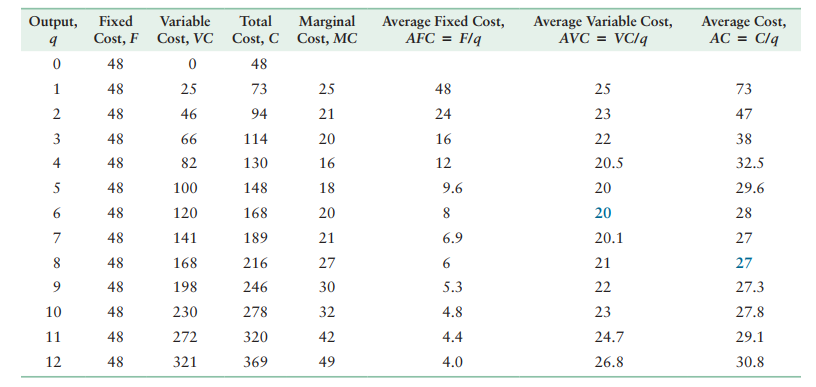 Output, Fixed Variable Total Marginal Average Fixed Cost, Average Variable Cost, Average Cost,
q Cost, F Cost, VC Cost, C Cost, MC AFC = F/q AVC = VC/q AC = C/q
0 48 0 48
1 48 25 73 25 48 25 73
2 48 46 94 21 24 23 47
3 48 66 114 20 16 22 38
4 48 82 130 16 12 20.5 32.5
5 48 100 148 18 9.6 20 29.6
6 48 120 168 20 8 20 28
7 48 141 189 21 6.9 20.1 27
8 48 168 216 27 6 21 27
9 48 198 246 30 5.3 22 27.3
10 48 230 278 32 4.8 23 27.8
11 48 272 320 42 4.4 24.7 29.1
12 48 321 369 49 4.0 26.8 30.8